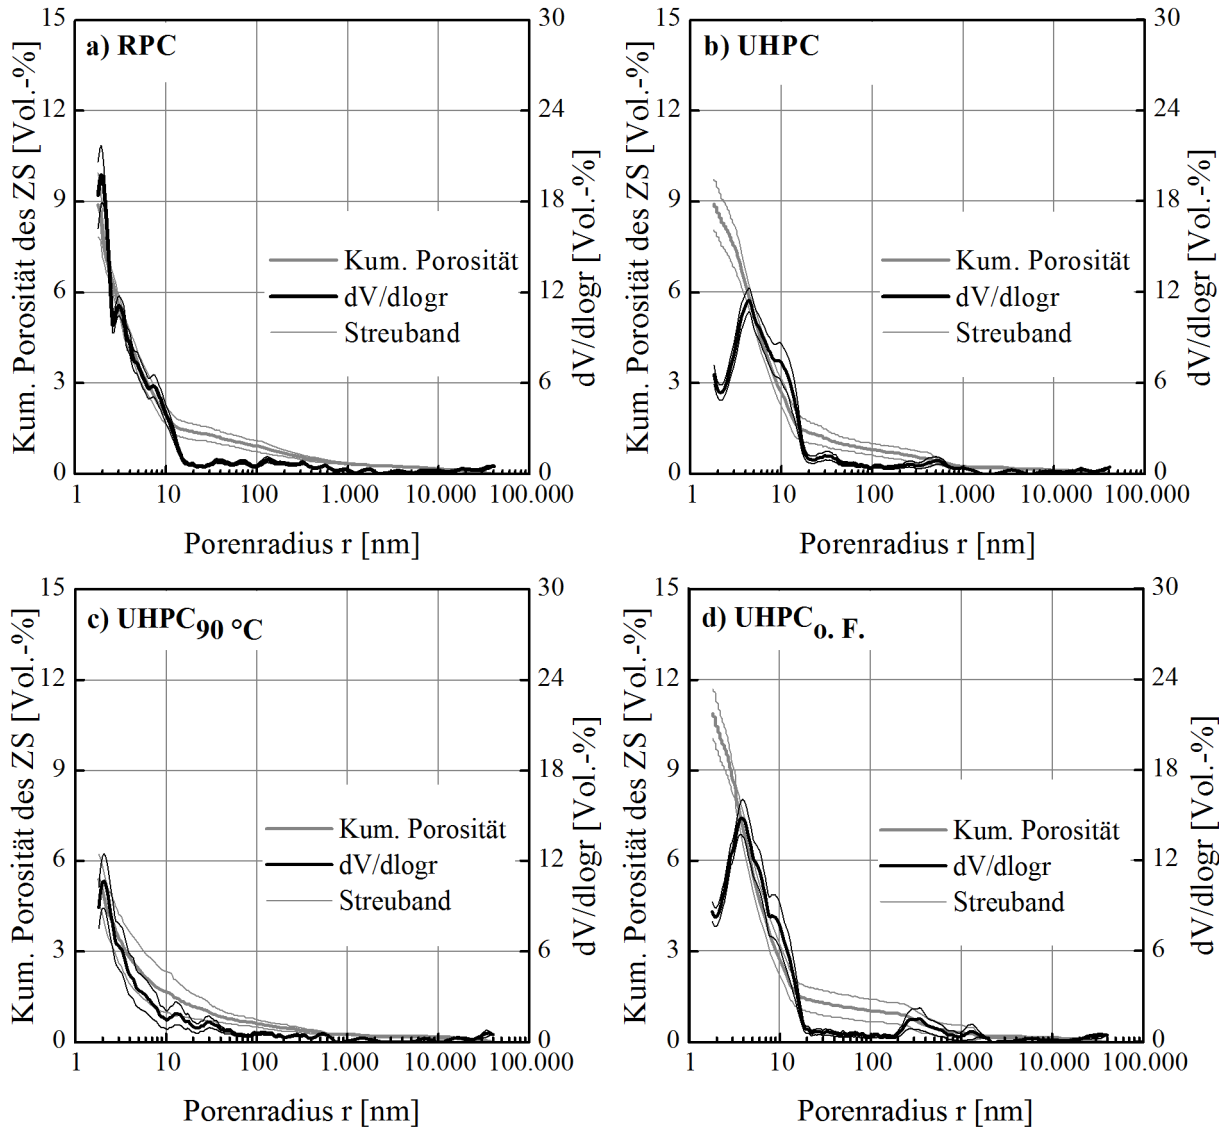 a) RPC
Kum. Porosität des ZS [Vol.-%]
15
12
9
6
3
0
30
24
18
12
6
0
dV/dlogr [Vol.-%]
Kum. Porosität
dV/dlogr
Streuband
1 10 100 1.000 10.000 100.000
Porenradius r [nm]
b) UHPC
Kum. Porosität des ZS [Vol.-%]
15
12
9
6
3
0
30
24
18
12
6
0
dV/dlogr [Vol.-%]
Kum. Porosität
dV/dlogr
Streuband
1 10 100 1.000 10.000 100.000
Porenradius r [nm]
c) UHPC90 °C
Kum. Porosität des ZS [Vol.-%]
15
12
9
6
3
0
30
24
18
12
6
0
dV/dlogr [Vol.-%]
Kum. Porosität
dV/dlogr
Streuband
1 10 100 1.000 10.000 100.000
Porenradius r [nm]
d) UHPCo. F.
Kum. Porosität des ZS [Vol.-%]
15
12
9
6
3
0
30
24
18
12
6
0
dV/dlogr [Vol.-%]
Kum. Porosität
dV/dlogr
Streuband
1 10 100 1.000 10.000 100.000
Porenradius r [nm]